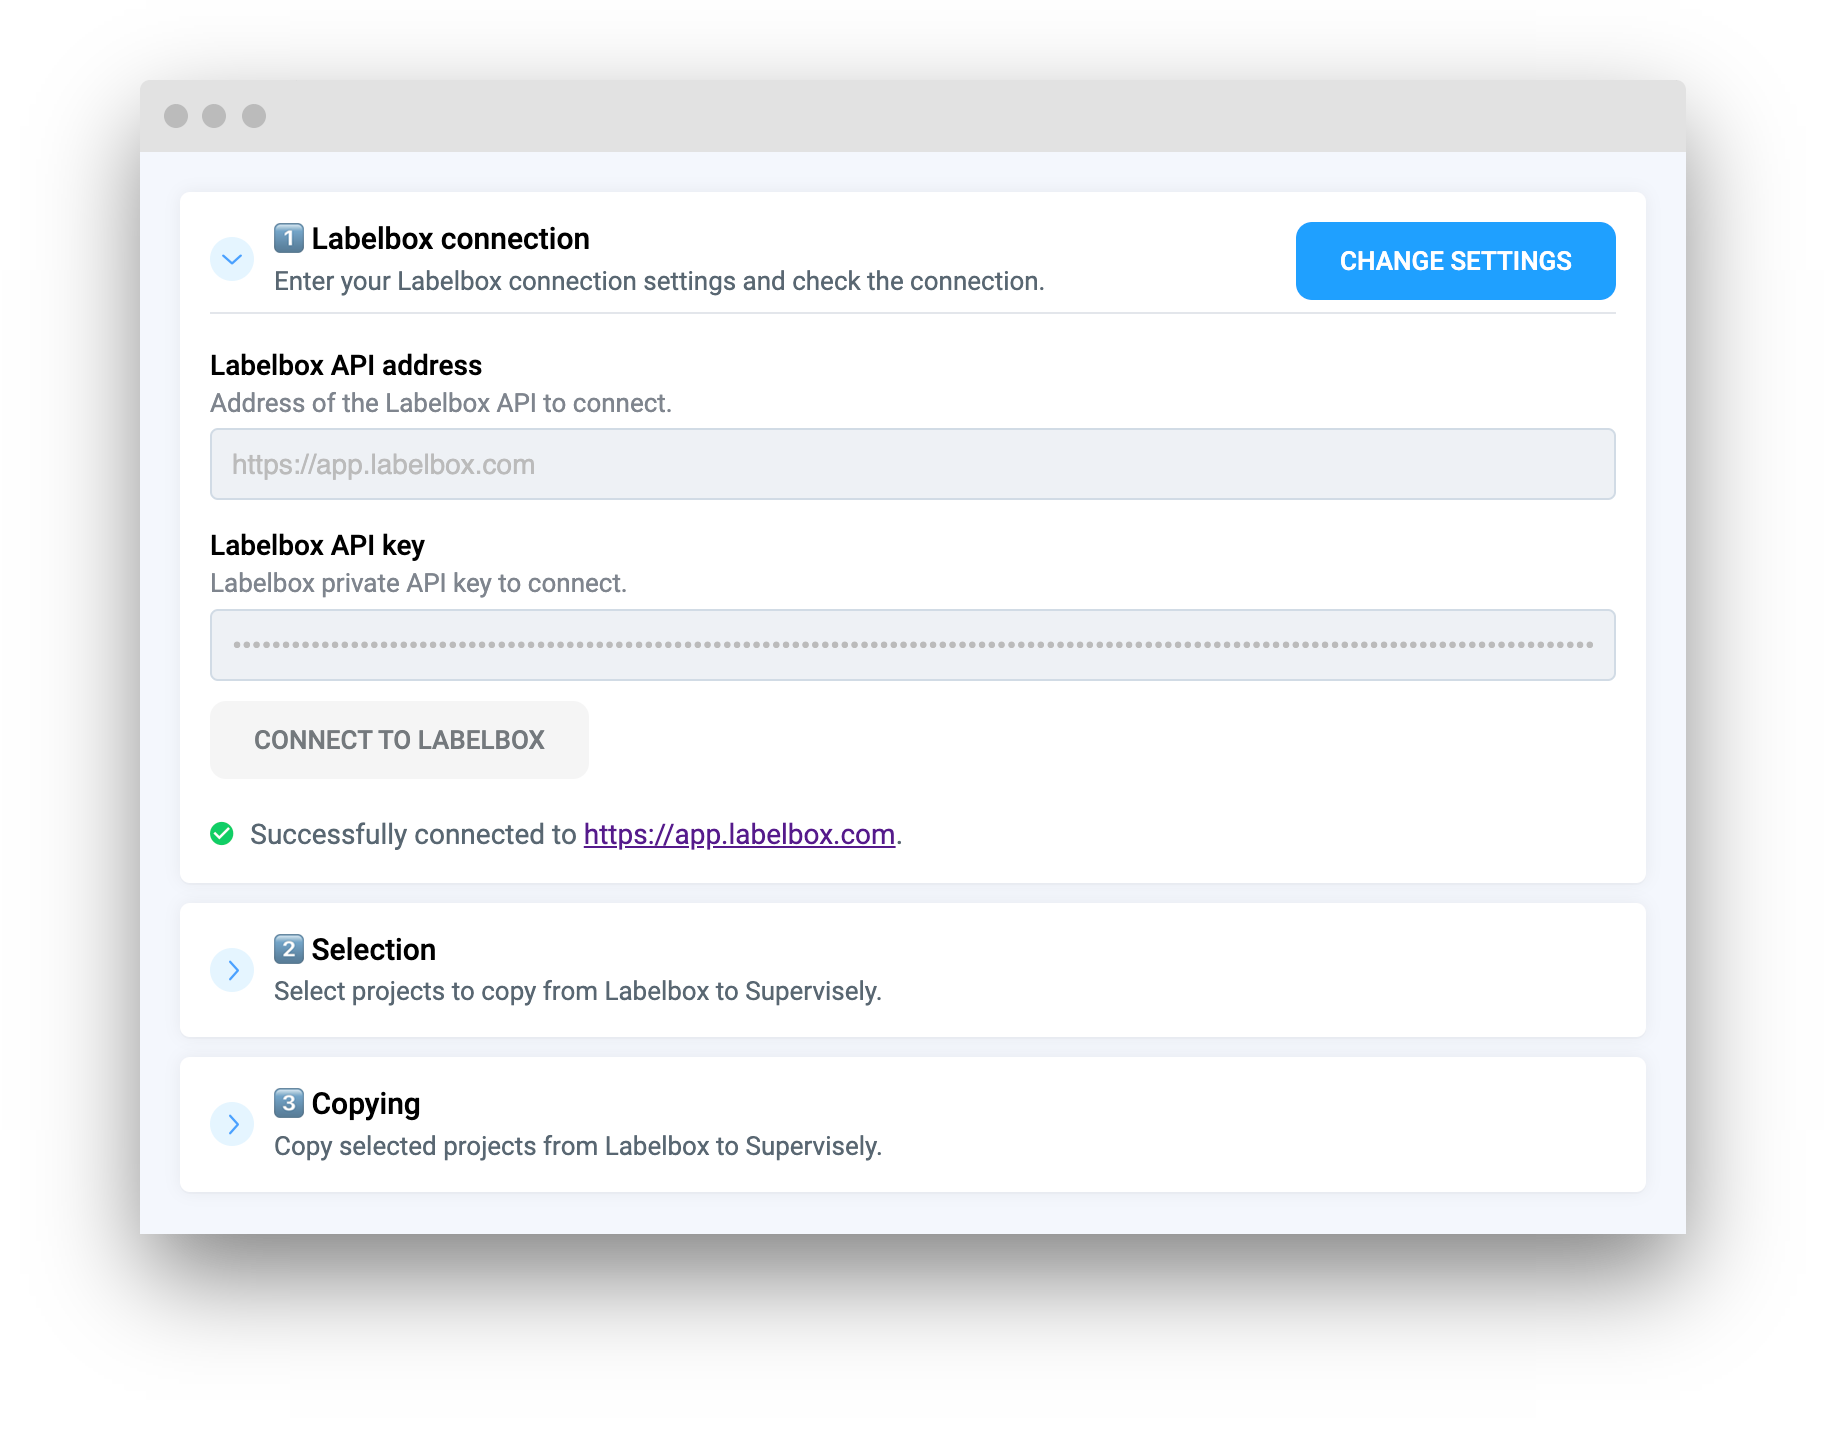 1 Labelbox connection
Enter your Labelbox connection settings and check the connection.
CHANGE SETTINGS
Labelbox API address
Address of the Labelbox API to connect.
https://app.labelbox.com
Labelbox API key
Labelbox private API key to connect.
CONNECT TO LABELBOX
Successfully connected to https://app.labelbox.com.
2 Selection
Select projects to copy from Labelbox to Supervisely.
3 Copying
Copy selected projects from Labelbox to Supervisely.